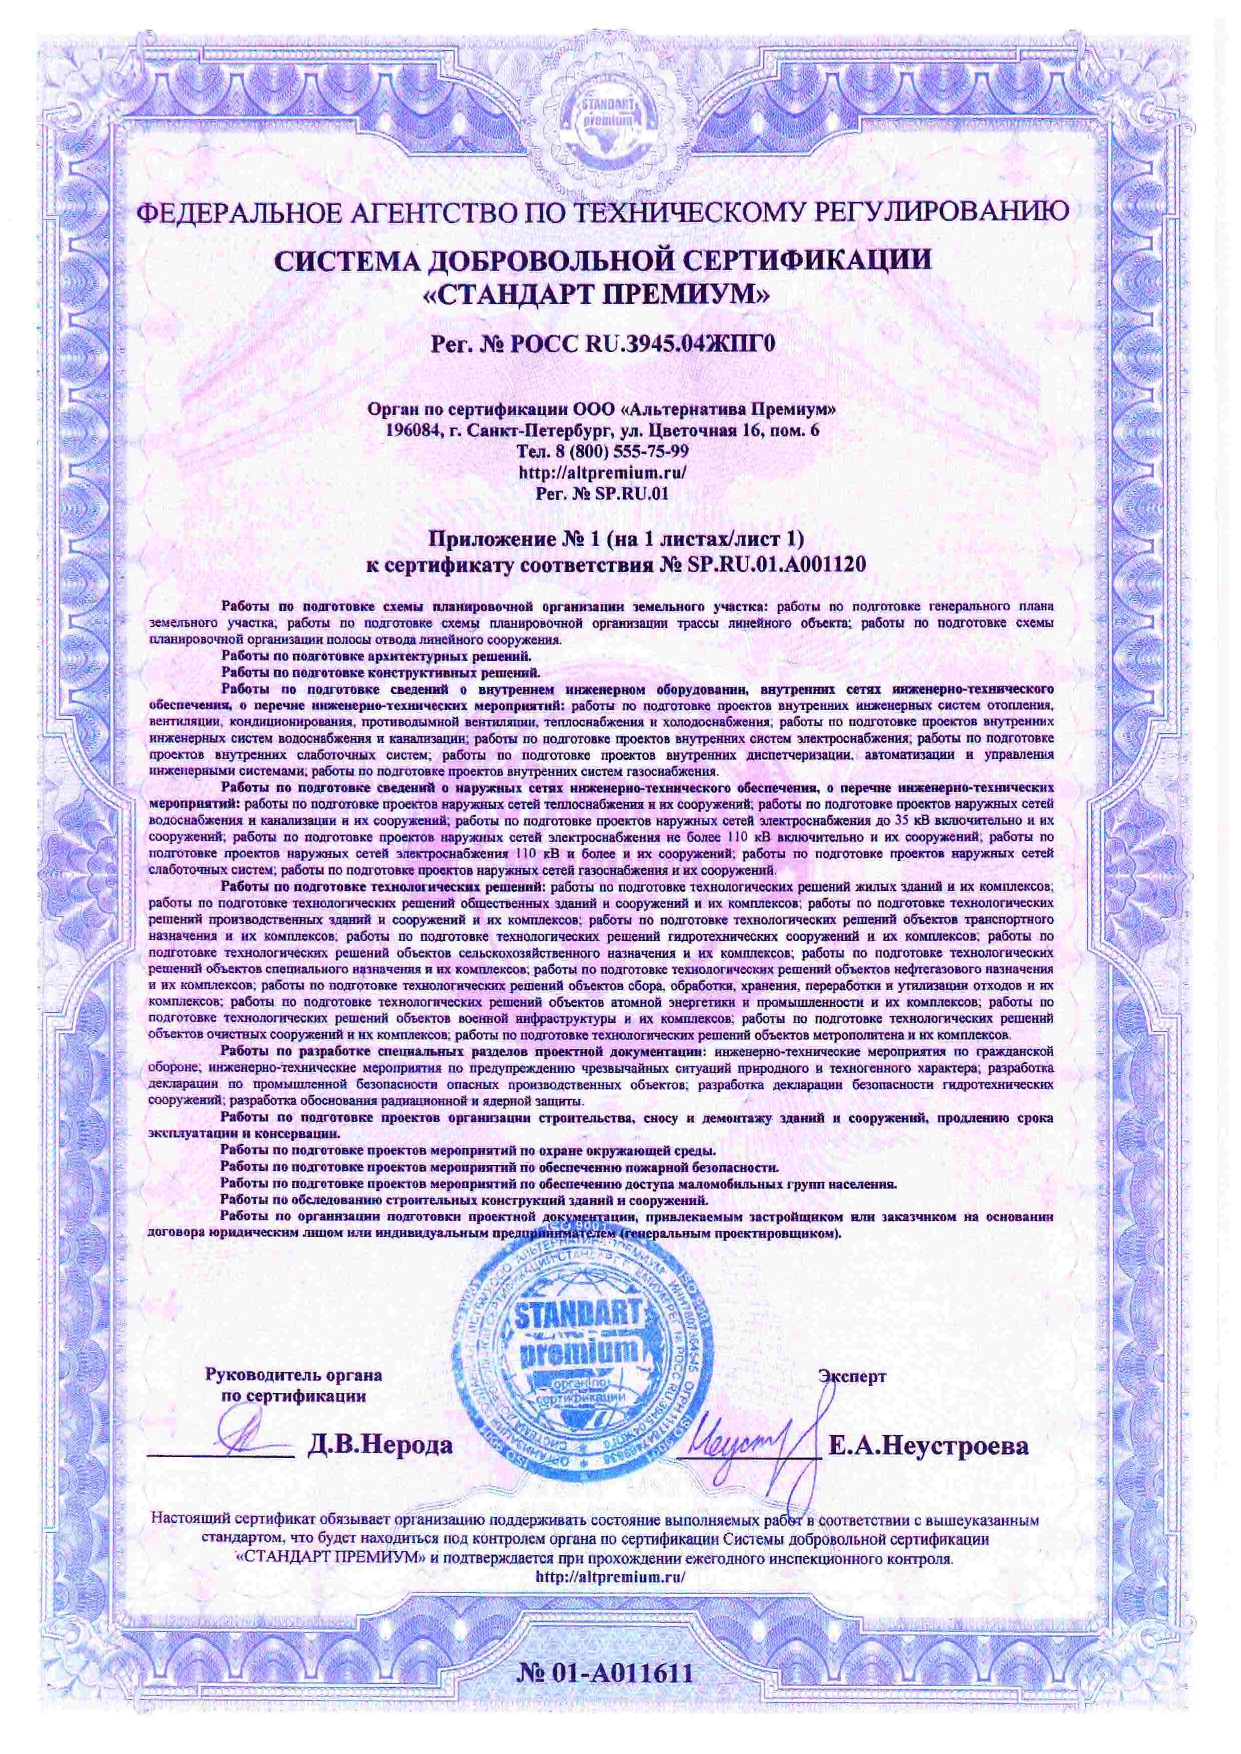 STANDART
premium
ФЕДЕРАЛЬНОЕ АГЕНТСТВО ПО ТЕХНИЧЕСКОМУ РЕГУЛИРОВАНИЮ
СИСТЕМА ДОБРОВОЛЬНОЙ СЕРТИФИКАЦИИ
«СТАНДАРТ ПРЕМИУМ»
Рег. № РОСС RU.3945.04ЖПГ0
Орган по сертификации ООО «Альтернатива Премиум»
196084, г. Санкт-Петербург, ул. Цветочная 16, пом. 6
Тел. 8 (800) 555-75-99
http://altpremium.ru/
Рег. № SP.RU.01
Приложение № 1 (на 1 листах/лист 1)
к сертификату соответствия № SP.RU.01.А001120
Работы по подготовке схемы планировочной организации земельного участка: работы по подготовке генерального плана
земельного участка; работы по подготовке схемы планировочной организации трассы линейного объекта; работы по подготовке схемы
планировочной организации полосы отвода линейного сооружения.
Работы по подготовке архитектурных решений.
Работы по подготовке конструктивных решений.
Работы по подготовке сведений о внутреннем инженерном оборудовании, внутренних сетях инженерно-технического
обеспечения, о перечне инженерно-технических мероприятий: работы по подготовке проектов внутренних инженерных систем отопления,
вентиляции, кондиционирования, противодымной вентиляции, теплоснабжения и холодоснабжения; работы по подготовке проектов внутренних
инженерных систем водоснабжения и канализации; работы по подготовке проектов внутренних систем электроснабжения; работы по подготовке
проектов внутренних слаботочных систем; работы по подготовке проектов внутренних диспетчеризации, автоматизации и управления
инженерными системами; работы по подготовке проектов внутренних систем газоснабжения.
Работы по подготовке сведений о наружных сетях инженерно-технического обеспечения, о перечне инженерно-технических
мероприятий: работы по подготовке проектов наружных сетей теплоснабжения и их сооружений; работы по подготовке проектов наружных сетей
водоснабжения и канализации и их сооружений; работы по подготовке проектов наружных сетей электроснабжения до 35 кВ включительно и их
сооружений; работы по подготовке проектов наружных сетей электроснабжения не более 110 кВ включительно и их сооружений; работы по
подготовке проектов наружных сетей электроснабжения 110 кВ и более и их сооружений; работы по подготовке проектов наружных сетей
слаботочных систем; работы по подготовке проектов наружных сетей газоснабжения и их сооружений.
Работы по подготовке технологических решений: работы по подготовке технологических решений жилых зданий и их комплексов;
работы по подготовке технологических решений общественных зданий и сооружений и их комплексов; работы по подготовке технологических
решений производственных зданий и сооружений и их комплексов; работы по подготовке технологических решений объектов транспортного
назначения и их комплексов; работы по подготовке технологических решений гидротехнических сооружений и их комплексов; работы по
подготовке технологических решений объектов сельскохозяйственного назначения и их комплексов; работы по подготовке технологических
решений объектов специального назначения и их комплексов; работы по подготовке технологических решений объектов нефтегазового назначения
и их комплексов; работы по подготовке технологических решений объектов сбора, обработки, хранения, переработки и утилизации отходов и их
комплексов; работы по подготовке технологических решений объектов атомной энергетики и промышленности и их комплексов; работы по
подготовке технологических решений объектов военной инфраструктуры и их комплексов; работы по подготовке технологических решений
объектов очистных сооружений и их комплексов; работы по подготовке технологических решений объектов метрополитена и их комплексов.
Работы по разработке специальных разделов проектной документации: инженерно-технические мероприятия по гражданской
обороне; инженерно-технические мероприятия по предупреждению чрезвычайных ситуаций природного и техногенного характера; разработка
декларации по промышленной безопасности опасных производственных объектов; разработка декларации безопасности гидротехнических
сооружений; разработка обоснования радиационной и ядерной защиты.
Работы по подготовке проектов организации строительства, сносу и демонтажу зданий и сооружений, продлению срока
эксплуатации и консервации.
Работы по подготовке проектов мероприятий по охране окружающей среды.
Работы по подготовке проектов мероприятий по обеспечению пожарной безопасности.
Работы по подготовке проектов мероприятий по обеспечению доступа маломобильных групп населения.
Работы по обследованию строительных конструкций зданий и сооружений.
Работы по организации подготовки проектной документации, привлекаемым застройщиком или заказчиком на основании
договора юридическим лицом или индивидуальным предпринимателем (генеральным проектировщиком).
STANDART
premium
орган по
сертификации
Руководитель органа
по сертификации
Д.В.Нерода
Эксперт
Е.А.Неустроева
Настоящий сертификат обязывает организацию поддерживать состояние выполняемых работ в соответствии с вышеуказанным
стандартом, что будет находиться под контролем органа по сертификации Системы добровольной сертификации
«СТАНДАРТ ПРЕМИУМ» и подтверждается при прохождении ежегодного инспекционного контроля.
http://altpremium.ru/
№ 01-А011611